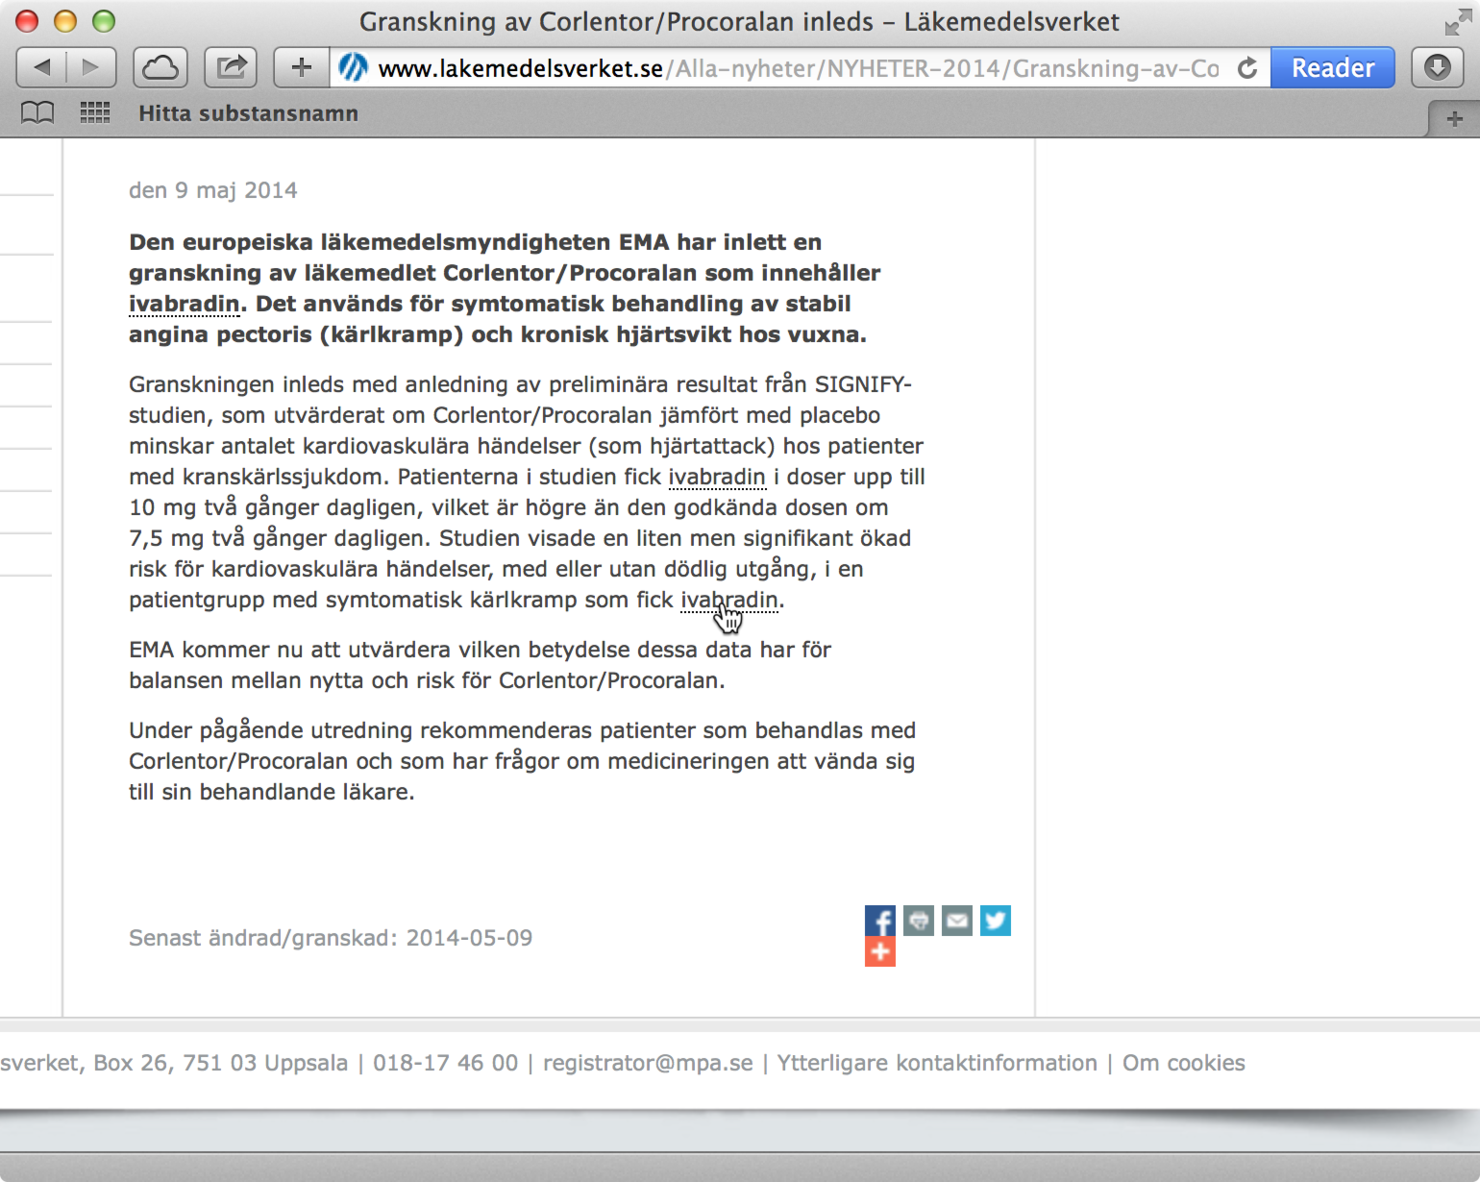 Granskning av Corlentor/Procoralan inleds – Läkemedelsverket
www.lakemedelsverket.se/Alla-nyheter/NYHETER-2014/Granskning-av-Co
Reader
Hitta substansnamn
den 9 maj 2014
Den europeiska läkemedelsmyndigheten EMA har inlett en
granskning av läkemedlet Corlentor/Procoralan som innehåller
ivabradin. Det används för symtomatisk behandling av stabil
angina pectoris (kärlkramp) och kronisk hjärtsvikt hos vuxna.
Granskningen inleds med anledning av preliminära resultat från SIGNIFY-
studien, som utvärderat om Corlentor/Procoralan jämfört med placebo
minskar antalet kardiovaskulära händelser (som hjärtattack) hos patienter
med kranskärlssjukdom. Patienterna i studien fick ivabradin i doser upp till
10 mg två gånger dagligen, vilket är högre än den godkända dosen om
7,5 mg två gånger dagligen. Studien visade en liten men signifikant ökad
risk för kardiovaskulära händelser, med eller utan dödlig utgång, i en
patientgrupp med symtomatisk kärlkramp som fick ivabradin.
EMA kommer nu att utvärdera vilken betydelse dessa data har för
balansen mellan nytta och risk för Corlentor/Procoralan.
Under pågående utredning rekommenderas patienter som behandlas med
Corlentor/Procoralan och som har frågor om medicineringen att vända sig
till sin behandlande läkare.
Senast ändrad/granskad: 2014-05-09
sverket, Box 26, 751 03 Uppsala | 018-17 46 00 | registrator@mpa.se | Ytterligare kontaktinformation | Om cookies